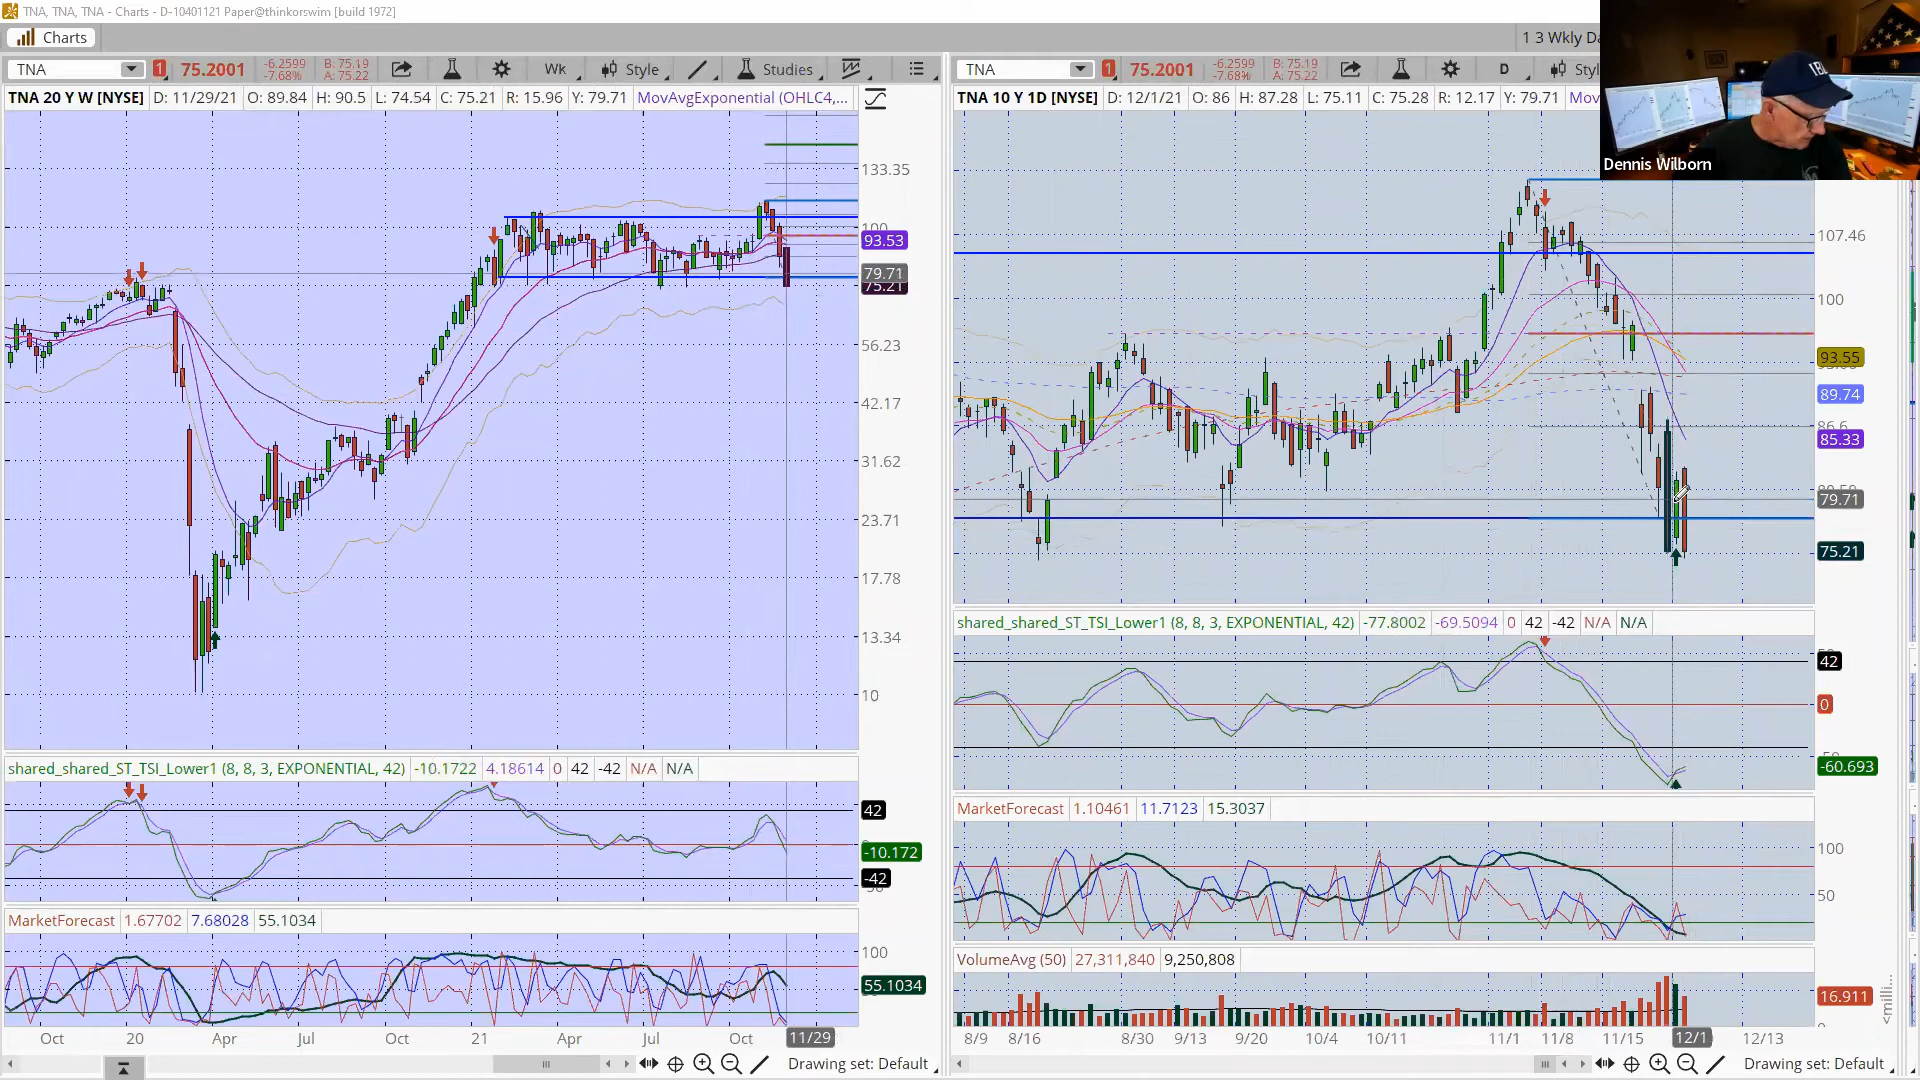 TNA, TNA, TNA - Charts - D-10401121 Paper@thinkorswim [build 1972]
Charts
1 3 Wkly Da
TNA 1 75.2001 -6.2599 -7.68% B: 75.19 A: 75.22 Wk Style Studies
TNA 1 75.2001 -6.2599 -7.68% B: 75.19 A: 75.22 D Styl
TNA 20 Y W [NYSE] D: 11/29/21 O: 89.84 H: 90.5 L: 74.54 C: 75.21 R: 15.96 Y: 79.71 MovAvgExponential (OHLC4,...
TNA 10 Y 1D [NYSE] D: 12/1/21 O: 86 H: 87.28 L: 75.11 C: 75.28 R: 12.17 Y: 79.71 Mov
IBD
Dennis Wilborn
133.35
100
93.53
79.71
75.21
56.23
42.17
31.62
23.71
17.78
13.34
10
shared_shared_ST_TSI_Lower1 (8, 8, 3, EXPONENTIAL, 42) -10.1722 4.18614 0 42 -42 N/A N/A
42
-10.172
-42
MarketForecast 1.67702 7.68028 55.1034
100
55.1034
Oct 20 Apr Jul Oct 21 Apr Jul Oct 11/29
Drawing set: Default
107.46
100
93.55
89.74
86.6
85.33
79.71
75.21
shared_shared_ST_TSI_Lower1 (8, 8, 3, EXPONENTIAL, 42) -77.8002 -69.5094 0 42 -42 N/A N/A
42
0
-60.693
MarketForecast 1.10461 11.7123 15.3037
100
50
VolumeAvg (50) 27,311,840 9,250,808
16.911
<milli...
8/9 8/16 8/30 9/13 9/20 10/4 10/11 11/1 11/8 11/15 12/1 12/13
Drawing set: Default